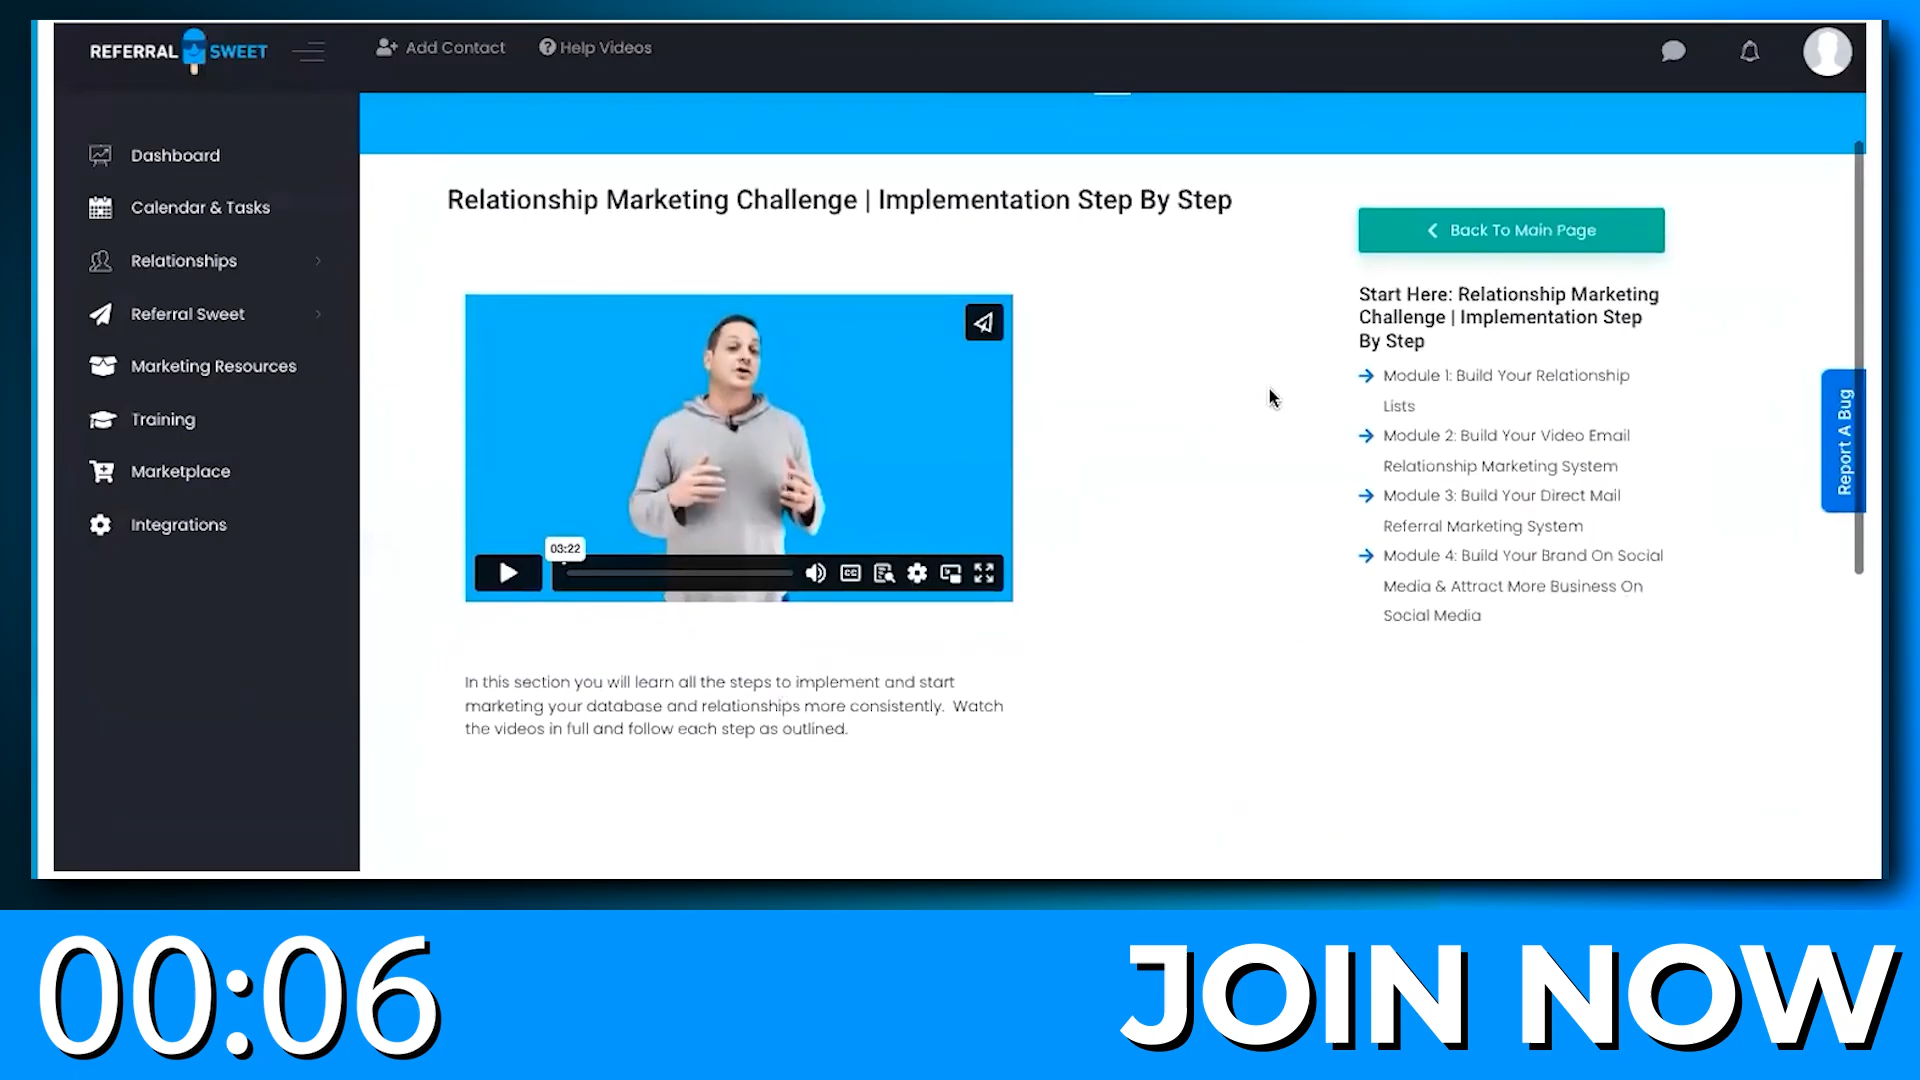 REFERRAL SWEET
Add Contact
Help Videos
Dashboard
Calendar & Tasks
Relationships
Referral Sweet
Marketing Resources
Training
Marketplace
Integrations
Relationship Marketing Challenge | Implementation Step By Step
03:22
CC
In this section you will learn all the steps to implement and start
marketing your database and relationships more consistently. Watch
the videos in full and follow each step as outlined.
Back To Main Page
Start Here: Relationship Marketing
Challenge | Implementation Step
By Step
Module 1: Build Your Relationship
Lists
Module 2: Build Your Video Email
Relationship Marketing System
Module 3: Build Your Direct Mail
Referral Marketing System
Module 4: Build Your Brand On Social
Media & Attract More Business On
Social Media
Report A Bug
00:06
JOIN NOW